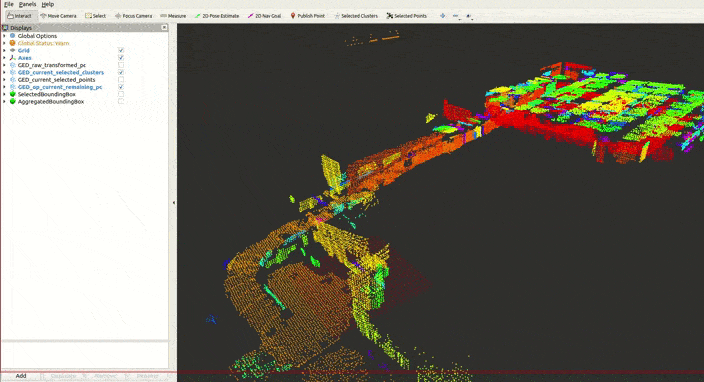 File Panels Help
Interact Move Camera Select Focus Camera Measure 2D Pose Estimate 2D Nav Goal Publish Point Selected Clusters Selected Points
Displays
Global Options
Global Status: Warn
Grid
Axes
GED_raw_transformed_pc
GED_current_selected_clusters
GED_current_selected_points
GED_op_current_remaining_pc
SelectedBoundingBox
AggregatedBoundingBox
Add Duplicate Remove Rename